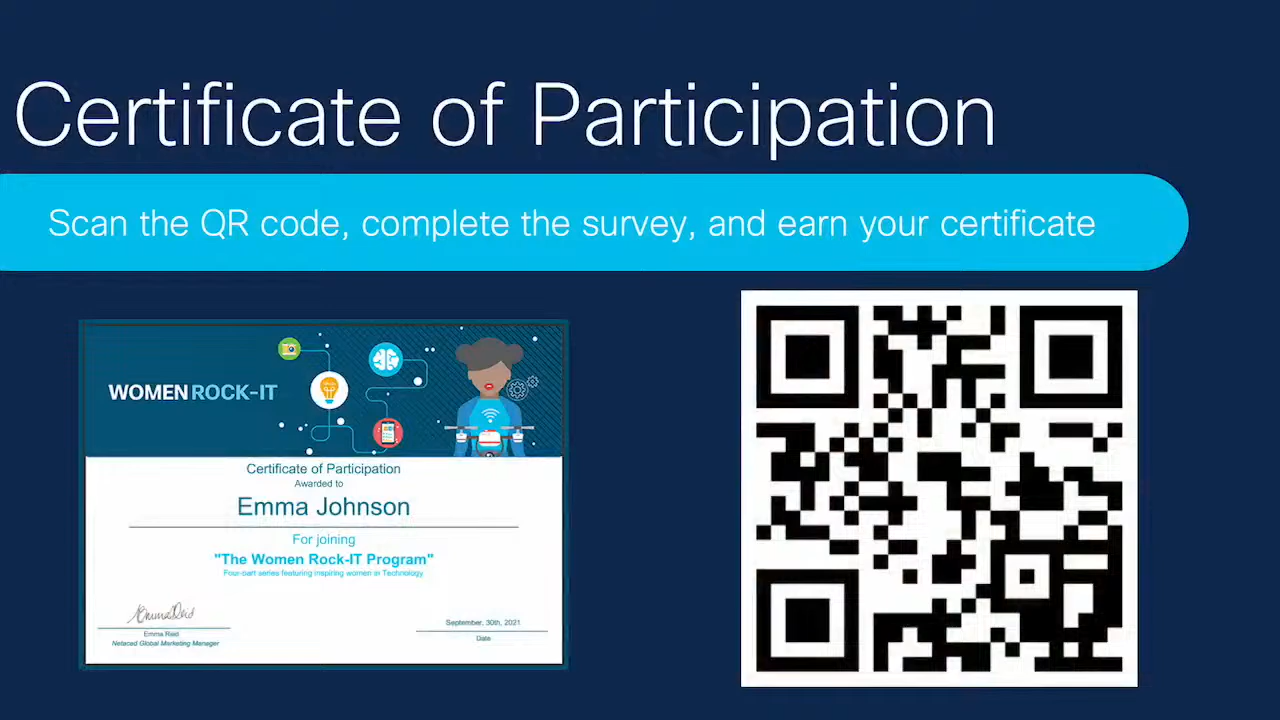 Certificate of Participation
Scan the QR code, complete the survey, and earn your certificate
WOMEN ROCK-IT
Certificate of Participation
Awarded to
Emma Johnson
For joining
"The Women Rock-IT Program"
Four-part series featuring inspiring women in Technology
Emma Reid
Netacad Global Marketing Manager
September, 30th, 2021
Date